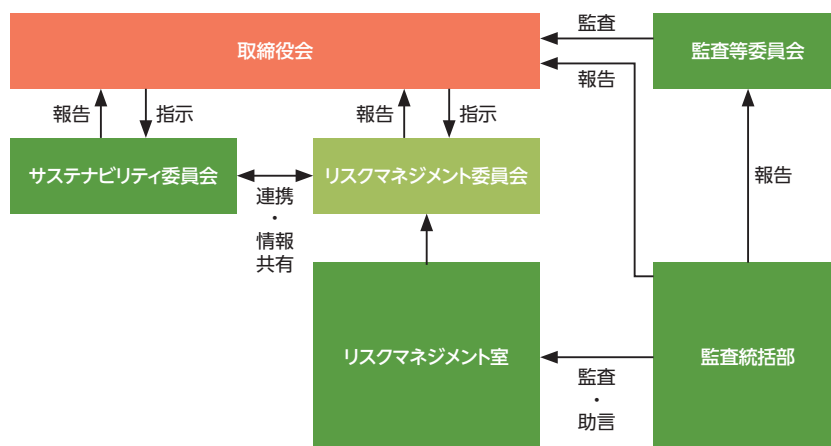 取締役会
監査
監査等委員会
報告
報告
指示
報告
指示
サステナビリティ委員会
連携
・
情報
共有
リスクマネジメント委員会
報告
リスクマネジメント室
監査
・
助言
監査統括部